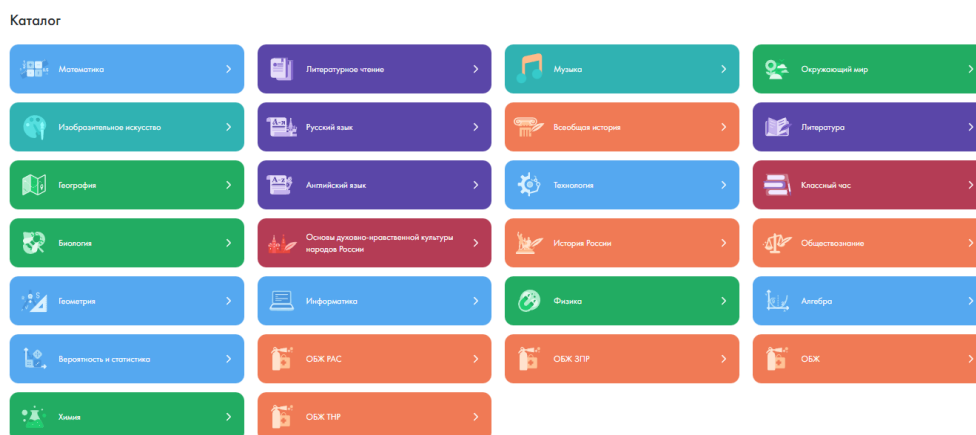 Каталог
Математика
Литературное чтение
Музыка
Окружающий мир
Изобразительное искусство
Русский язык
Всеобщая история
Литература
География
Английский язык
Технология
Классный час
Биология
Основы духовно-нравственной культуры
народов России
История России
Обществознание
Геометрия
Информатика
Физика
Алгебра
Вероятность и статистика
ОБЖ РАС
ОБЖ ЗПР
ОБЖ
Химия
ОБЖ ТНР